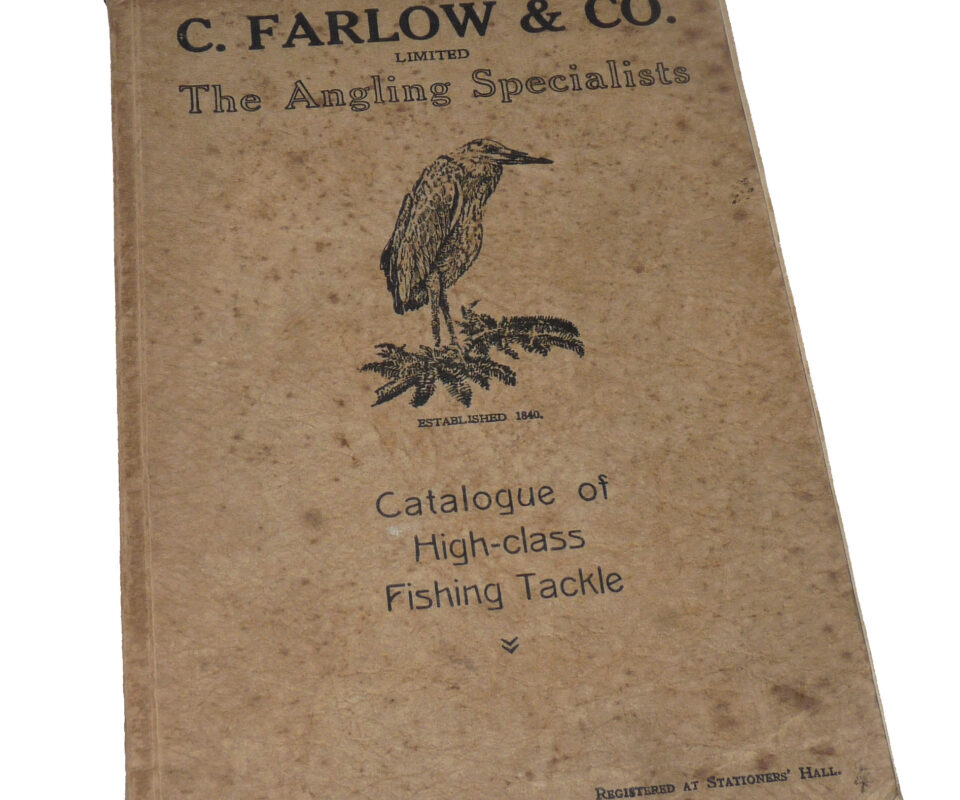 C. FARLOW & CO.
LIMITED
The Angling Specialists
ESTABLISHED 1840.
Catalogue of
High-class
Fishing Tackle
REGISTERED AT STATIONERS' HALL.